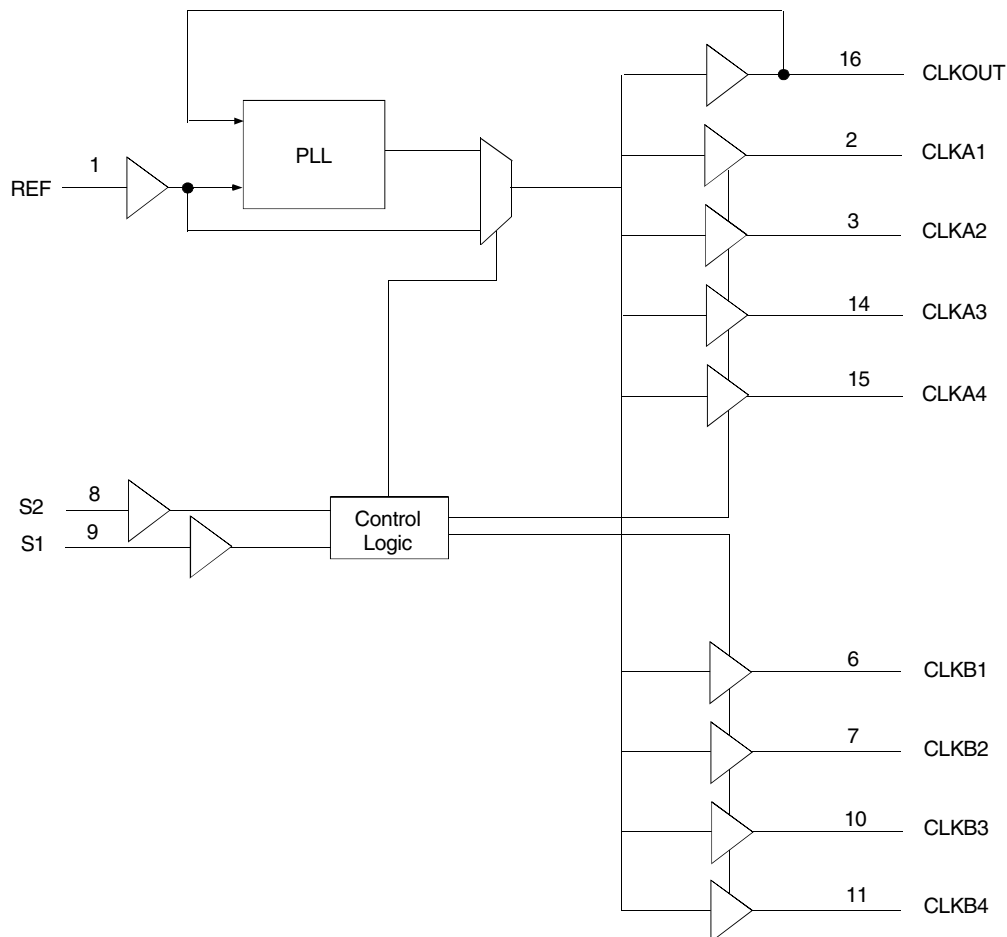 16 CLKOUT
PLL
1
REF
2 CLKA1
3 CLKA2
14 CLKA3
15 CLKA4
S2 8
S1 9
Control
Logic
6 CLKB1
7 CLKB2
10 CLKB3
11 CLKB4